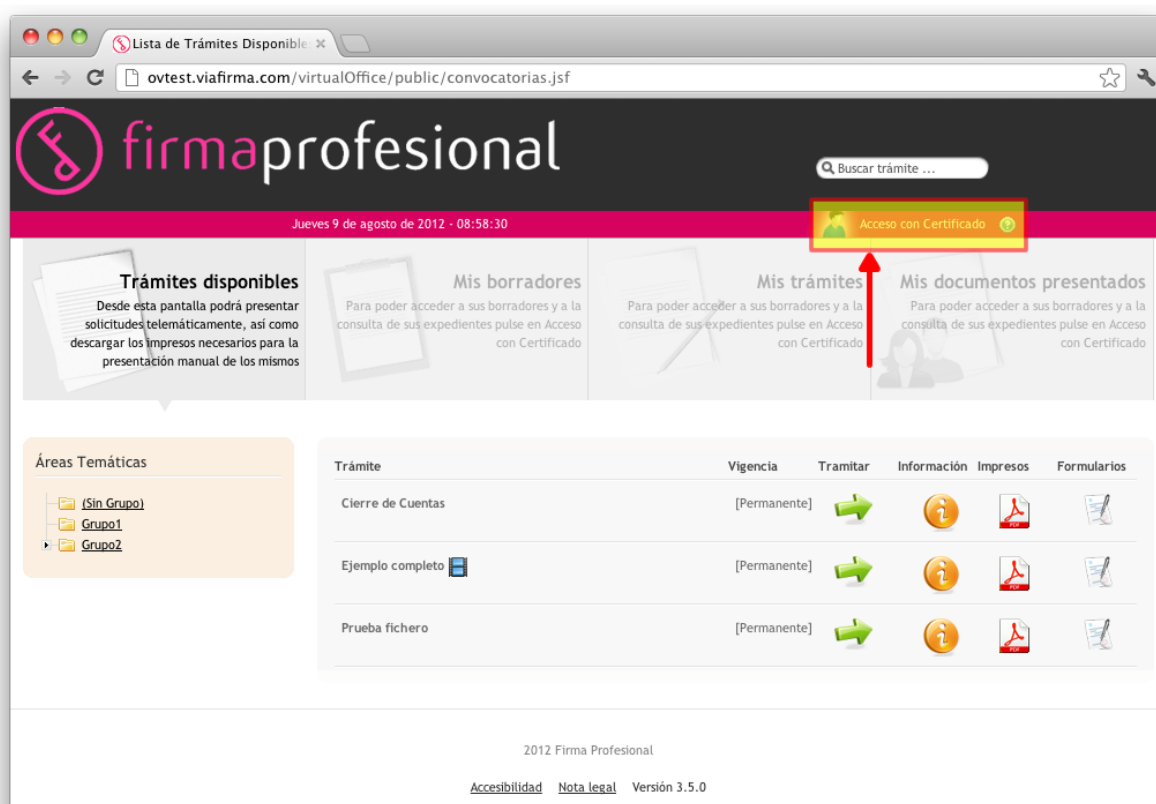 Lista de Trámites Disponible
ovtest.viafirma.com/virtualOffice/public/convocatorias.jsf
firmaprofesional
Buscar trámite ...
Jueves 9 de agosto de 2012 - 08:58:30
Acceso con Certificado
Trámites disponibles
Desde esta pantalla podrá presentar
solicitudes telemáticamente, así como
descargar los impresos necesarios para la
presentación manual de los mismos
Mis borradores
Para poder acceder a sus borradores y a la
consulta de sus expedientes pulse en Acceso
con Certificado
Mis trámites
Para poder acceder a sus borradores y a la
consulta de sus expedientes pulse en Acceso
con Certificado
Mis documentos presentados
Para poder acceder a sus borradores y a la
consulta de sus expedientes pulse en Acceso
con Certificado
Áreas Temáticas
(Sin Grupo)
Grupo1
Grupo2
Trámite Vigencia Tramitar Información Impresos Formularios
Cierre de Cuentas [Permanente] PDF
Ejemplo completo [Permanente] PDF
Prueba fichero [Permanente] PDF
2012 Firma Profesional
Accesibilidad Nota legal Versión 3.5.0